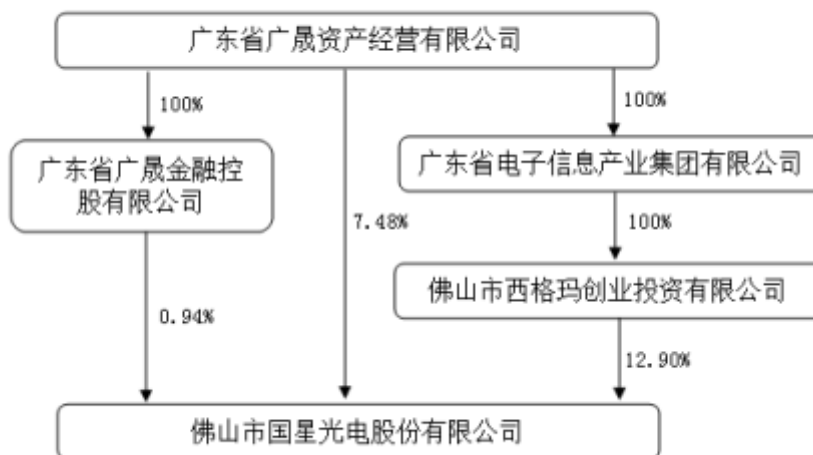 广东省广晟资产经营有限公司
100%
100%
广东省广晟金融控
股有限公司
广东省电子信息产业集团有限公司
7.48%
100%
佛山市西格玛创业投资有限公司
0.94%
12.90%
佛山市国星光电股份有限公司